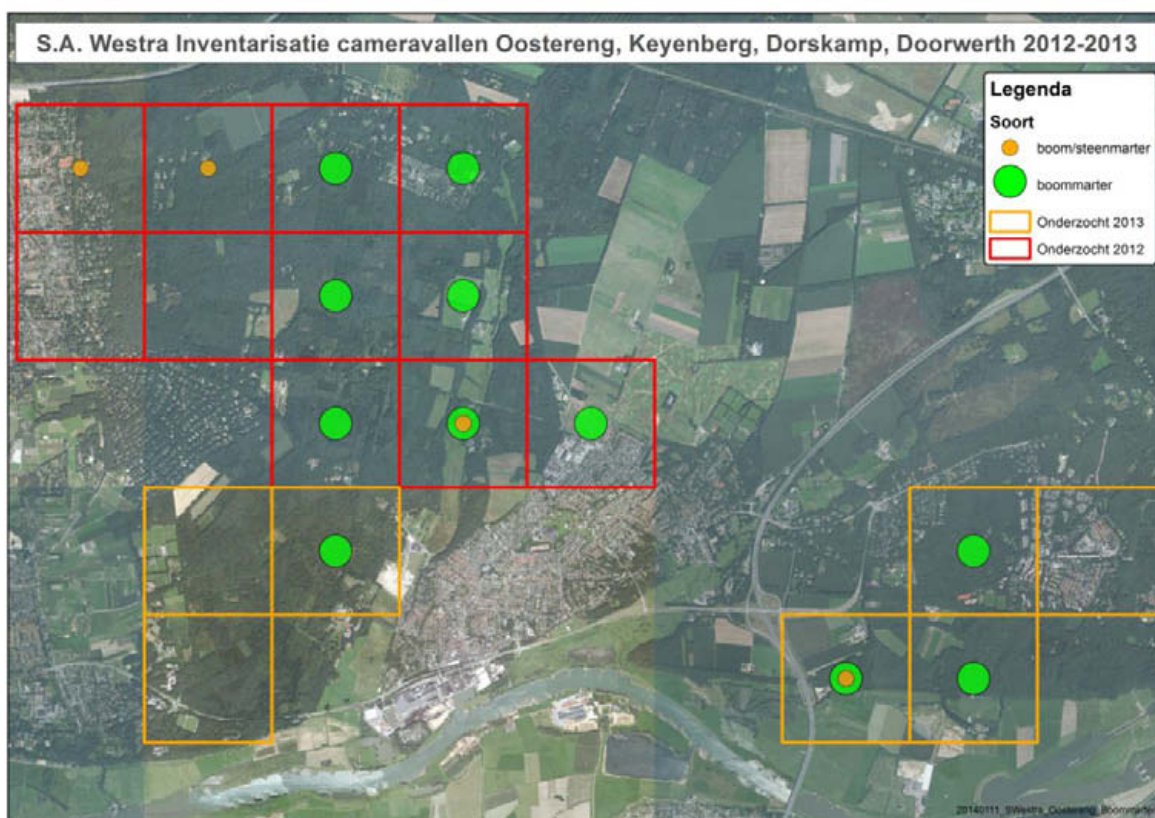 S.A. Westra Inventarisatie cameravallen Oostereng, Keyenberg, Dorskamp, Doorwerth 2012-2013
Legenda
Soort
boom/steenmarter
boommarter
Onderzocht 2013
Onderzocht 2012
20140111_SWestra_Oostereng_Boommarter